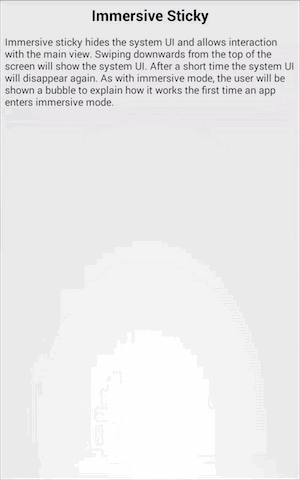 Immersive Sticky
Immersive sticky hides the system UI and allows interaction
with the main view. Swiping downwards from the top of the
screen will show the system UI. After a short time the system UI
will disappear again. As with immersive mode, the user will be
shown a bubble to explain how it works the first time an app
enters immersive mode.